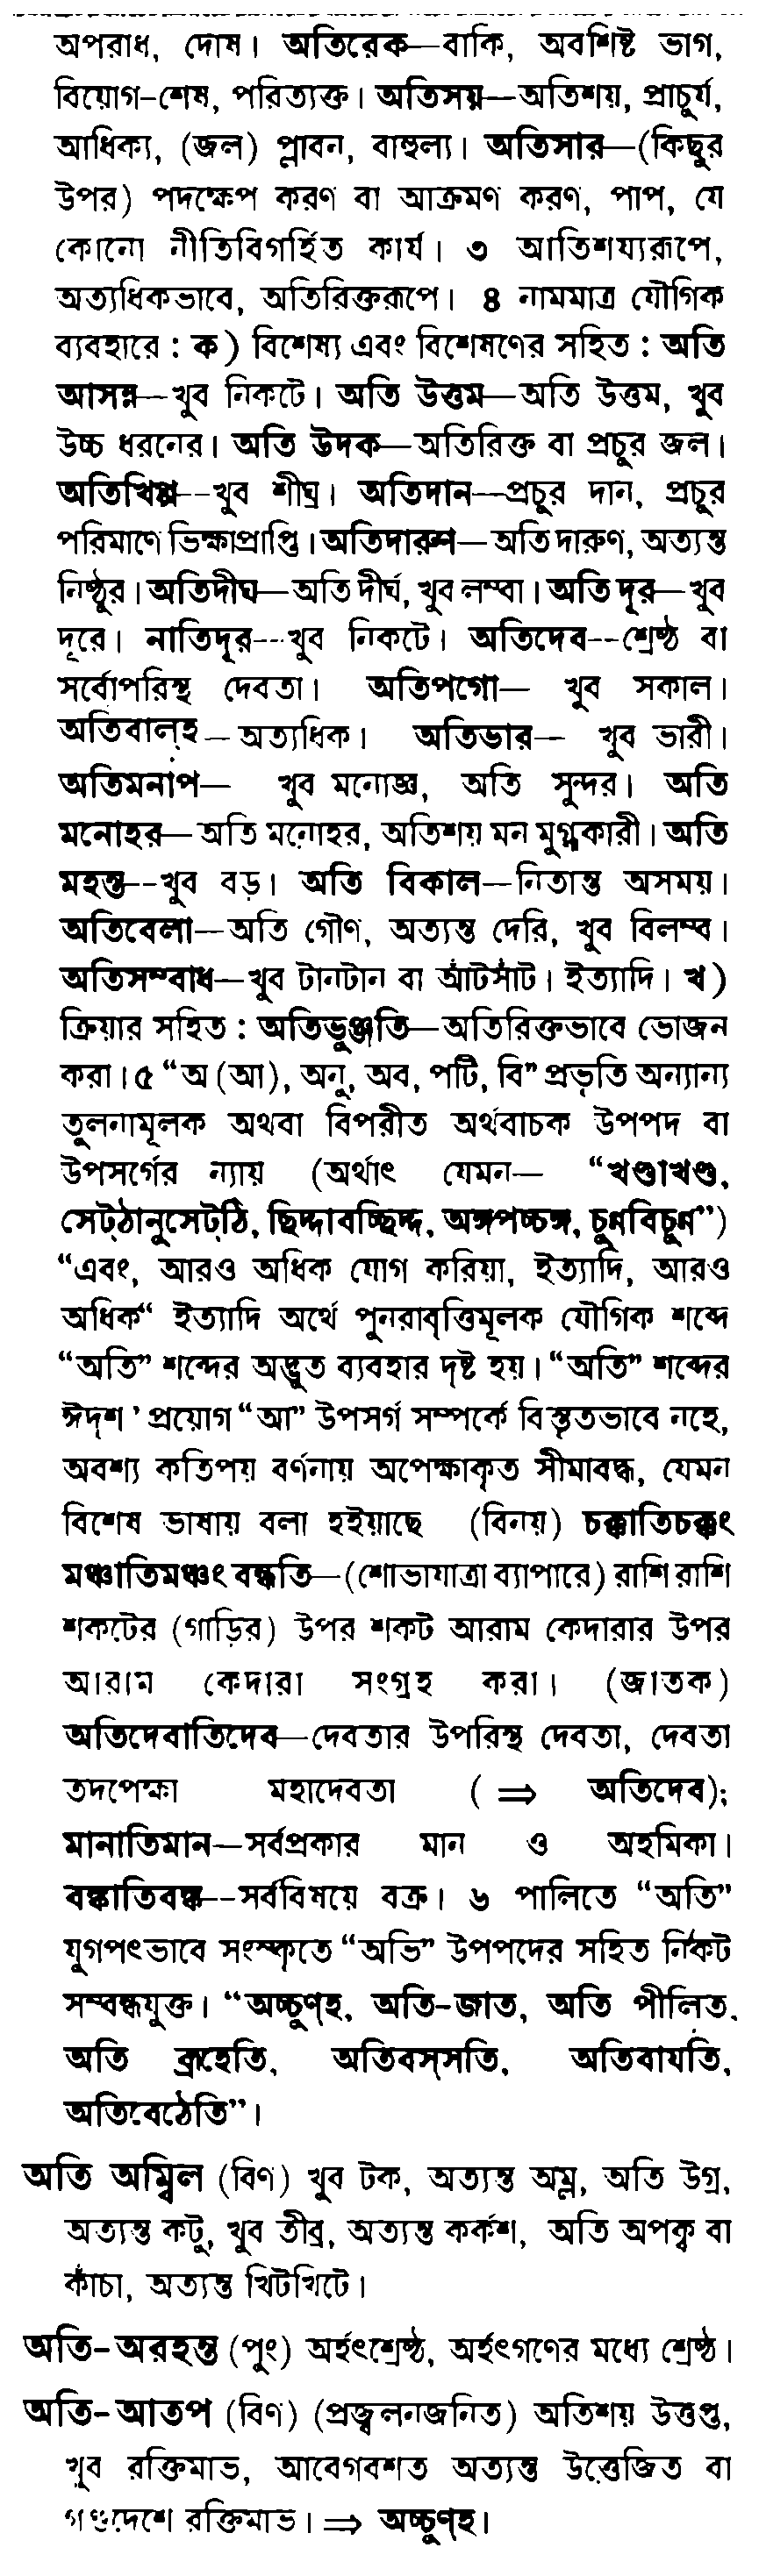 অপরাধ, দোষ। অতিরেক—বাকি, অবশিষ্ট ভাগ,
বিয়োগ-শেষ, পরিত্যক্ত। অতিসয়—অতিশয়, প্রাচুর্য,
আধিক্য, (জল) প্লাবন, বাহুল্য। অতিসার—(কিছুর
উপর) পদক্ষেপ করণ বা আক্রমণ করণ, পাপ, যে
কোনো নীতিবিগর্হিত কার্য। ৩ আতিশয্যরূপে,
অত্যধিকভাবে, অতিরিক্তরূপে। ৪ নামমাত্র যৌগিক
ব্যবহারে : ক) বিশেষ্য এবং বিশেষণের সহিত : অতি
আসন্ন—খুব নিকটে। অতি উত্তম—অতি উত্তম, খুব
উচ্চ ধরনের। অতি উদক—অতিরিক্ত বা প্রচুর জল।
অতিখিপ্প--খুব শীঘ্র। অতিদান—প্রচুর দান, প্রচুর
পরিমাণে ভিক্ষাপ্রাপ্তি। অতিদারুণ—অতি দারুণ, অত্যন্ত
নিষ্ঠুর। অতিদীঘ—অতি দীর্ঘ, খুব লম্বা। অতি দূর—খুব
দূরে। নাতিদূর--খুব নিকটে। অতিদেব--শ্রেষ্ঠ বা
সর্বোপরিস্থ দেবতা। অতিপগো— খুব সকাল।
অতিবাল্‌হ – অত্যধিক। অতিভার— খুব ভারী।
অতিমনাপ— খুব মনোজ্ঞ, অতি সুন্দর। অতি
মনোহর—অতি মনোহর, অতিশয় মন মুগ্ধকারী। অতি
মহন্ত--খুব বড়। অতি বিকাল—নিতান্ত অসময়।
অতিবেলা—অতি গৌণ, অত্যন্ত দেরি, খুব বিলম্ব।
অতিসম্বাধ—খুব টানটান বা আঁটসাঁট। ইত্যাদি। খ)
ক্রিয়ার সহিত : অতিভুঞ্জতি—অতিরিক্তভাবে ভোজন
করা। ৫ “অ (আ), অনু, অব, পটি, বি” প্রভৃতি অন্যান্য
তুলনামূলক অথবা বিপরীত অর্থবাচক উপপদ বা
উপসর্গের ন্যায় (অর্থাৎ যেমন— “খণ্ডাখণ্ড,
সেট্‌ঠানুসেট্‌ঠি, ছিদ্দাবচ্ছিদ্দ, অঙ্গপচ্চঙ্গ, চুণ্নবিচুণ্ন”)
“এবং, আরও অধিক যোগ করিয়া, ইত্যাদি, আরও
অধিক“ ইত্যাদি অর্থে পুনরাবৃত্তিমূলক যৌগিক শব্দে
“অতি” শব্দের অদ্ভুত ব্যবহার দৃষ্ট হয়। “অতি” শব্দের
ঈদৃশ ’ প্রয়োগ “আ” উপসর্গ সম্পর্কে বিস্তৃতভাবে নহে,
অবশ্য কতিপয় বর্ণনায় অপেক্ষাকৃত সীমাবদ্ধ, যেমন
বিশেষ ভাষায় বলা হইয়াছে (বিনয়) চক্কাতিচক্কং
মঞ্চাতিমঞ্চং বন্ধতি—(শোভাযাত্রা ব্যাপারে) রাশি রাশি
শকটের (গাড়ির) উপর শকট আরাম কেদারার উপর
আরাম কেদারা সংগ্রহ করা। (জাতক)
অতিদেবাতিদেব—দেবতার উপরিস্থ দেবতা, দেবতা
তদপেক্ষা মহাদেবতা ( ⇒ অতিদেব);
মানাতিমান—সর্বপ্রকার মান ও অহমিকা।
বঙ্কাতিবঙ্ক--সর্ববিষয়ে বক্র। ৬ পালিতে “অতি”
যুগপৎভাবে সংস্কৃতে “অভি” উপপদের সহিত নিকট
সম্বন্ধযুক্ত। “অচ্চুণ্‌হ, অতি-জাত, অতি পীলিত,
অতি ব্রূহেতি, অতিবস্‌সতি, অতিবাযতি,
অতিবেঠেতি”।
অতি অম্বিল (বিণ) খুব টক, অত্যন্ত অম্ল, অতি উগ্র,
অত্যন্ত কটু, খুব তীব্র, অত্যন্ত কর্কশ, অতি অপক্ব বা
কাঁচা, অত্যন্ত খিটখিটে।
অতি-অরহন্ত (পুং) অর্হৎশ্রেষ্ঠ, অর্হৎগণের মধ্যে শ্রেষ্ঠ।
অতি-আতপ (বিণ) (প্রজ্বলনজনিত) অতিশয় উত্তপ্ত,
খুব রক্তিমাভ, আবেগবশত অত্যন্ত উত্তেজিত বা
গণ্ডদেশে রক্তিমাভ। ⇒ অচ্চুণ্‌হ।